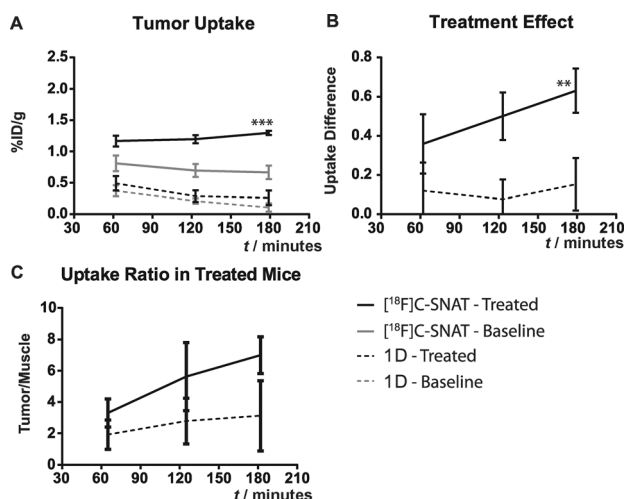 A
Tumor Uptake
%ID/g
2.5
2.0
1.5
1.0
0.5
0.0
***
30 60 90 120 150 180 210
t / minutes
B
Treatment Effect
Uptake Difference
0.8
0.6
0.4
0.2
0.0
**
30 60 90 120 150 180 210
t / minutes
C
Uptake Ratio in Treated Mice
Tumor/Muscle
10
8
6
4
2
0
30 60 90 120 150 180 210
t / minutes
[¹⁸F]C-SNAT - Treated
[¹⁸F]C-SNAT - Baseline
1D - Treated
1D - Baseline